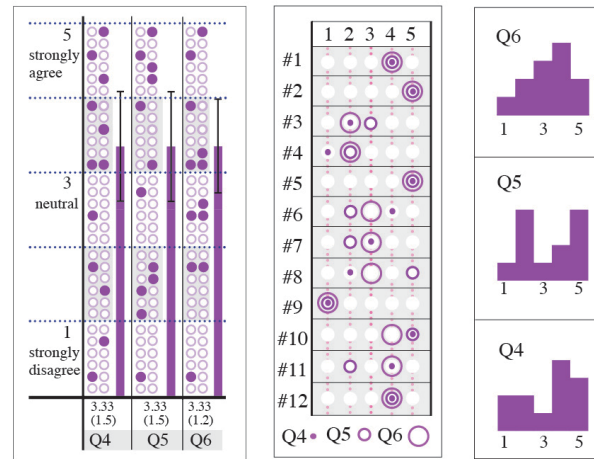 5
strongly
agree
3
neutral
1
strongly
disagree
3.33 3.33 3.33
(1.5) (1.5) (1.2)
Q4 Q5 Q6
1 2 3 4 5
#1
#2
#3
#4
#5
#6
#7
#8
#9
#10
#11
#12
Q4 Q5 Q6
Q6
1 3 5
Q5
1 3 5
Q4
1 3 5